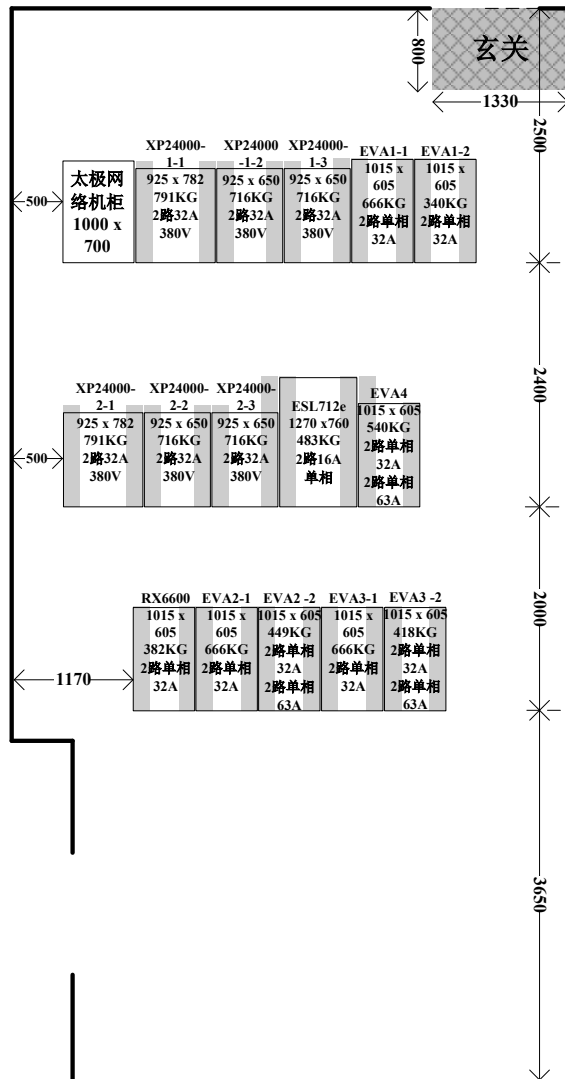 玄关
800
1330
2500
XP24000-
1-1
925 x 782
791KG
2路32A
380V
XP24000
-1-2
925 x 650
716KG
2路32A
380V
XP24000-
1-3
925 x 650
716KG
2路32A
380V
EVA1-1
1015 x
605
666KG
2路单相
32A
EVA1-2
1015 x
605
340KG
2路单相
32A
太极网
络机柜
1000 x
700
500
2400
XP24000-
2-1
925 x 782
791KG
2路32A
380V
XP24000-
2-2
925 x 650
716KG
2路32A
380V
XP24000-
2-3
925 x 650
716KG
2路32A
380V
ESL712e
1270 x760
483KG
2路16A
单相
EVA4
1015 x 605
540KG
2路单相
32A
2路单相
63A
500
2000
RX6600
1015 x
605
382KG
2路单相
32A
EVA2-1
1015 x
605
666KG
2路单相
32A
EVA2 -2
1015 x 605
449KG
2路单相
32A
2路单相
63A
EVA3-1
1015 x
605
666KG
2路单相
32A
EVA3 -2
1015 x 605
418KG
2路单相
32A
2路单相
63A
1170
3650